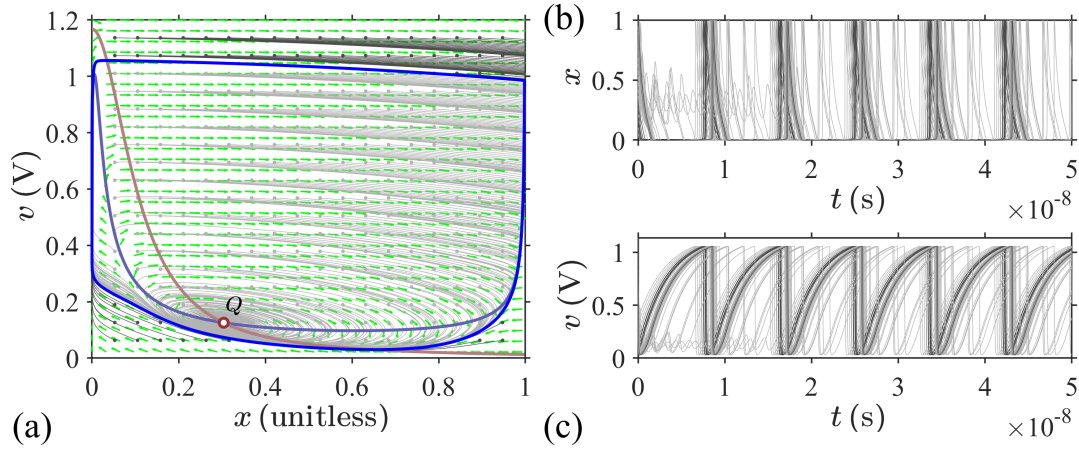 1.2
1
0.8
0.6
0.4
0.2
0
v (V)
Q
0 0.2 0.4 0.6 0.8 1
x (unitless)
(a)
(b)
1
0.5
0
x
0 1 2 3 4 5
t (s)
×10⁻⁸
1
0.5
0
v (V)
0 1 2 3 4 5
t (s)
×10⁻⁸
(c)